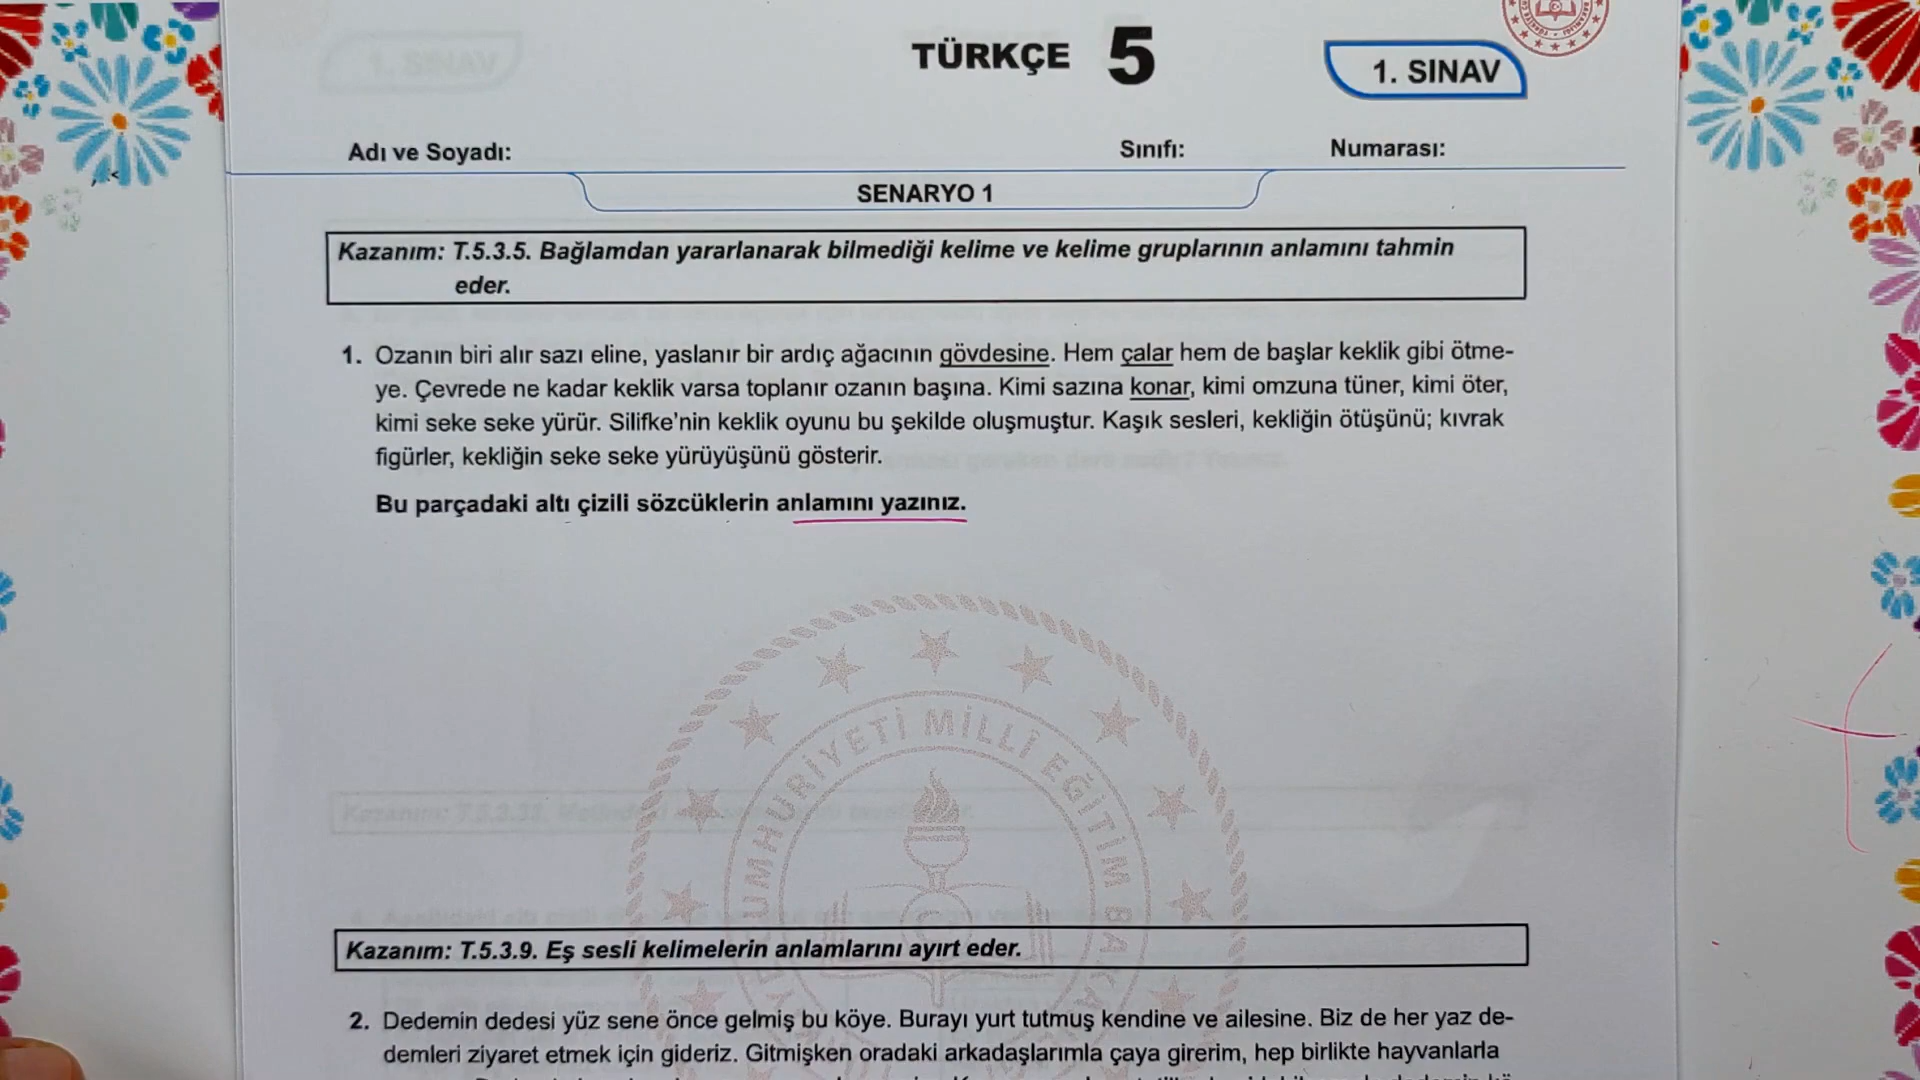 TÜRKÇE 5
1. SINAV
Adı ve Soyadı: Sınıfı: Numarası:
SENARYO 1
Kazanım: T.5.3.5. Bağlamdan yararlanarak bilmediği kelime ve kelime gruplarının anlamını tahmin
eder.
1. Ozanın biri alır sazı eline, yaslanır bir ardıç ağacının gövdesine. Hem çalar hem de başlar keklik gibi ötme-
ye. Çevrede ne kadar keklik varsa toplanır ozanın başına. Kimi sazına konar, kimi omzuna tüner, kimi öter,
kimi seke seke yürür. Silifke'nin keklik oyunu bu şekilde oluşmuştur. Kaşık sesleri, kekliğin ötüşünü; kıvrak
figürler, kekliğin seke seke yürüyüşünü gösterir.
Bu parçadaki altı çizili sözcüklerin anlamını yazınız.
UMHURİYETİ MİLLÎ EĞİTİM BAKA
Kazanım: T.5.3.9. Eş sesli kelimelerin anlamlarını ayırt eder.
2. Dedemin dedesi yüz sene önce gelmiş bu köye. Burayı yurt tutmuş kendine ve ailesine. Biz de her yaz de-
demleri ziyaret etmek için gideriz. Gitmişken oradaki arkadaşlarımla çaya girerim, hep birlikte hayvanlarla